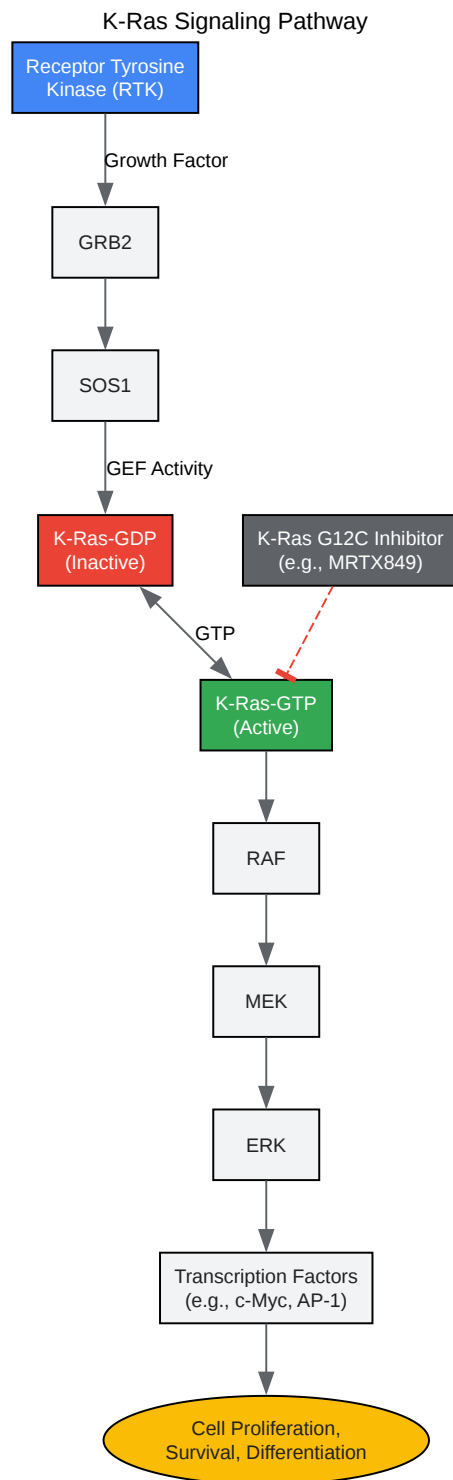 K-Ras Signaling Pathway
Receptor Tyrosine
Kinase (RTK)
Growth Factor
GRB2
SOS1
GEF Activity
K-Ras-GDP
(Inactive)
K-Ras G12C Inhibitor
(e.g., MRTX849)
GTP
K-Ras-GTP
(Active)
RAF
MEK
ERK
Transcription Factors
(e.g., c-Myc, AP-1)
Cell Proliferation,
Survival, Differentiation